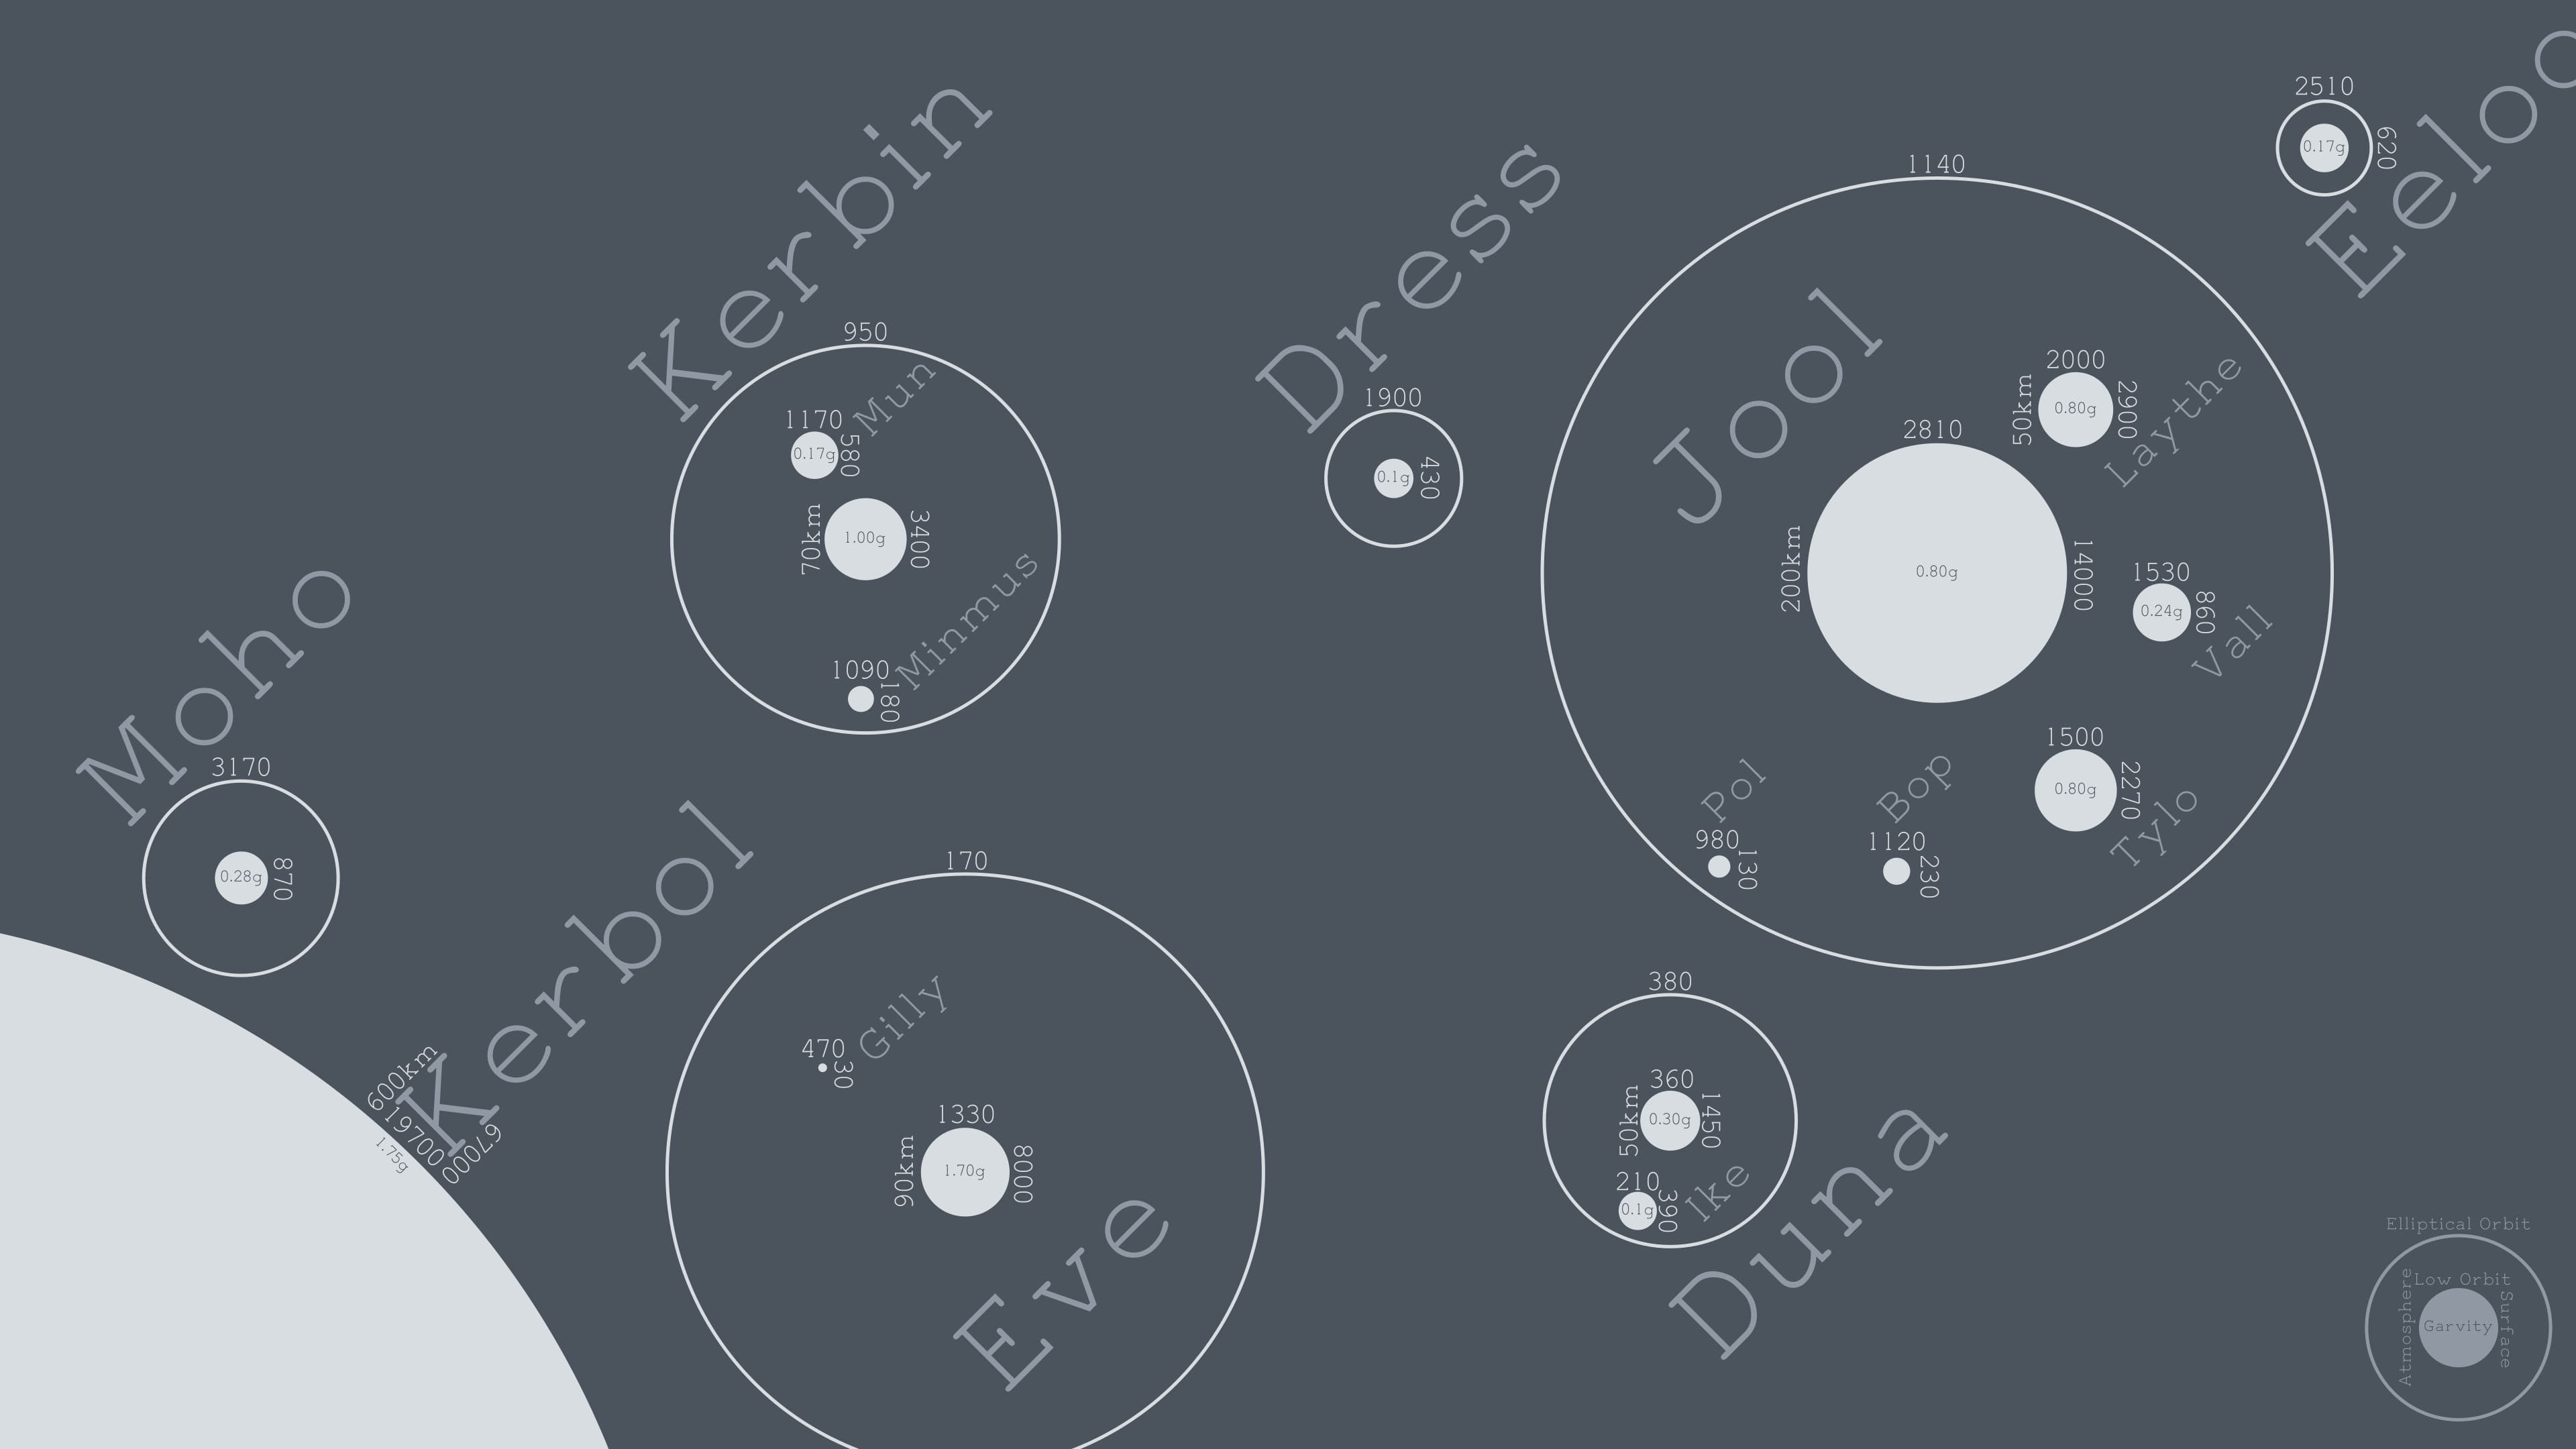 Moho
3170
0.28g
870
Kerbol
600km
19700
67000
1.75g
Kerbin
950
Mun
1170
0.17g
580
70km
1.00g
3400
Minmus
1090
180
Eve
170
Gilly
470
30
1330
90km
1.70g
8000
Dress
1900
0.1g
430
Duna
380
360
50km
0.30g
1450
Ike
210
0.1g
390
Jool
1140
2810
200km
0.80g
14000
Laythe
2000
50km
0.80g
2900
Vall
1530
0.24g
860
Tylo
1500
0.80g
2270
Bop
1120
230
Pol
980
130
Eeloo
2510
0.17g
620
Elliptical Orbit
Low Orbit
Atmosphere
Garvity
Surface